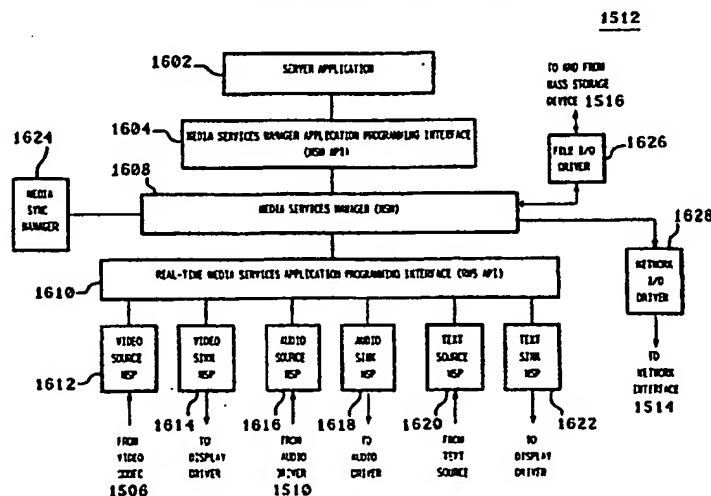 1512
1602
SERVER APPLICATION
TO AND FROM
MASS STORAGE
DEVICE 1516
1604
MEDIA SERVICES MANAGER APPLICATION PROGRAMMING INTERFACE
(MSM API)
1624
FILE I/O
DRIVER
1626
1608
MEDIA
SYNC
MANAGER
MEDIA SERVICES MANAGER (MSM)
1628
NETWORK
I/O
DRIVER
REAL-TIME MEDIA SERVICES APPLICATION PROGRAMMING INTERFACE (RMS API)
1610
VIDEO
SOURCE
MSP
VIDEO
SINK
MSP
AUDIO
SOURCE
MSP
AUDIO
SINK
MSP
TEXT
SOURCE
MSP
TEXT
SINK
MSP
TO
NETWORK
INTERFACE
1514
1612
1614
1616
1618
1620
1622
FROM
VIDEO
CODEC
1506
TO
DISPLAY
DRIVER
FROM
AUDIO
DRIVER
1510
TO
AUDIO
DRIVER
FROM
TEXT
SOURCE
TO
DISPLAY
DRIVER